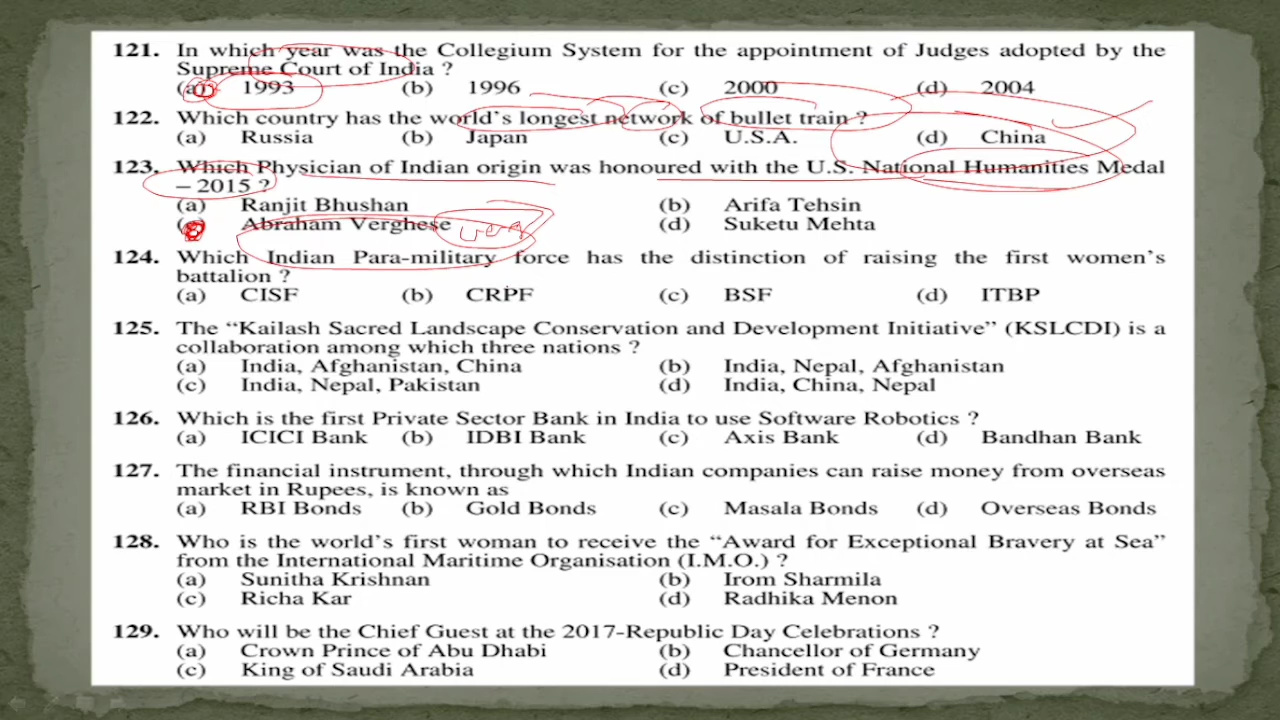 121. In which year was the Collegium System for the appointment of Judges adopted by the
Supreme Court of India ?
(a) 1993 (b) 1996 (c) 2000 (d) 2004
122. Which country has the world's longest network of bullet train ?
(a) Russia (b) Japan (c) U.S.A. (d) China
123. Which Physician of Indian origin was honoured with the U.S. National Humanities Medal
– 2015 ?
(a) Ranjit Bhushan (b) Arifa Tehsin
Abraham Verghese (d) Suketu Mehta
124. Which Indian Para-military force has the distinction of raising the first women's
battalion ?
(a) CISF (b) CRPF (c) BSF (d) ITBP
125. The “Kailash Sacred Landscape Conservation and Development Initiative” (KSLCDI) is a
collaboration among which three nations ?
(a) India, Afghanistan, China (b) India, Nepal, Afghanistan
(c) India, Nepal, Pakistan (d) India, China, Nepal
126. Which is the first Private Sector Bank in India to use Software Robotics ?
(a) ICICI Bank (b) IDBI Bank (c) Axis Bank (d) Bandhan Bank
127. The financial instrument, through which Indian companies can raise money from overseas
market in Rupees, is known as
(a) RBI Bonds (b) Gold Bonds (c) Masala Bonds (d) Overseas Bonds
128. Who is the world's first woman to receive the “Award for Exceptional Bravery at Sea”
from the International Maritime Organisation (I.M.O.) ?
(a) Sunitha Krishnan (b) Irom Sharmila
(c) Richa Kar (d) Radhika Menon
129. Who will be the Chief Guest at the 2017-Republic Day Celebrations ?
(a) Crown Prince of Abu Dhabi (b) Chancellor of Germany
(c) King of Saudi Arabia (d) President of France